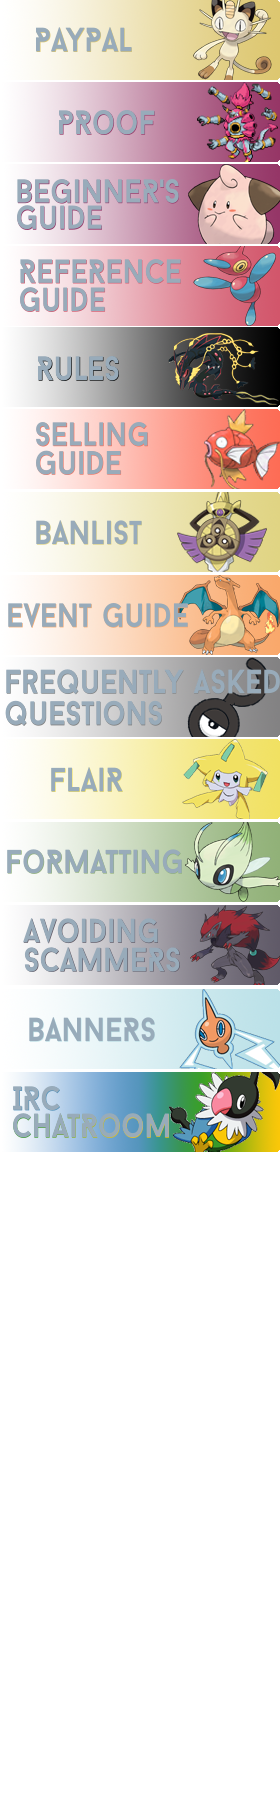 PAYPAL
PROOF
BEGINNER'S
GUIDE
REFERENCE
GUIDE
RULES
SELLING
GUIDE
BANLIST
EVENT GUIDE
FREQUENTLY ASKED
QUESTIONS
FLAIR
FORMATTING
AVOIDING
SCAMMERS
BANNERS
IRC
CHATROOM